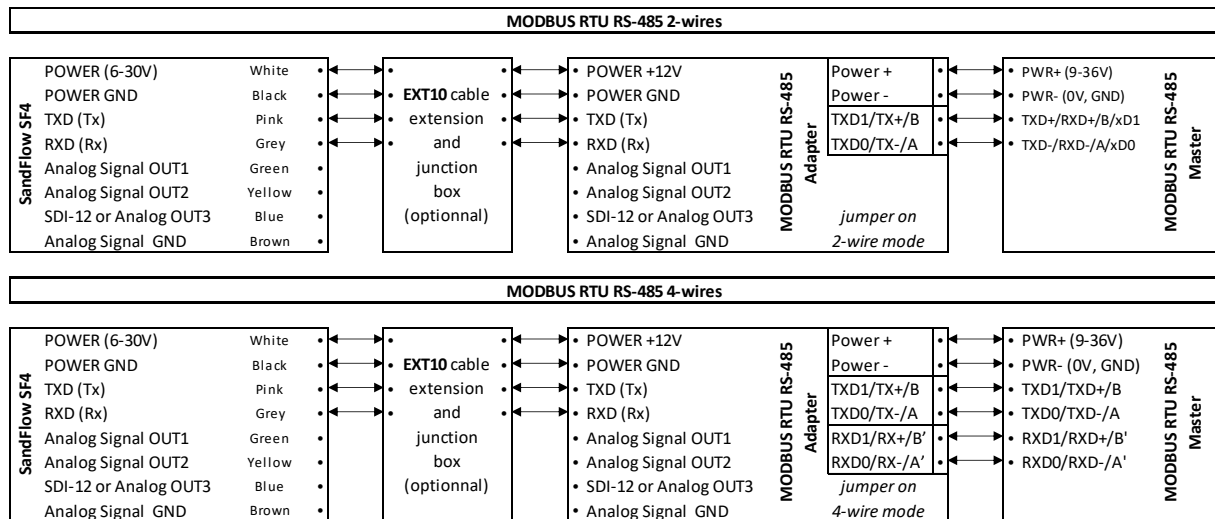 MODBUS RTU RS-485 2-wires
SandFlow SF4
POWER (6-30V) White
POWER GND Black
TXD (Tx) Pink
RXD (Rx) Grey
Analog Signal OUT1 Green
Analog Signal OUT2 Yellow
SDI-12 or Analog OUT3 Blue
Analog Signal GND Brown
EXT10 cable
extension
and
junction
box
(optionnal)
• POWER +12V
• POWER GND
• TXD (Tx)
• RXD (Rx)
• Analog Signal OUT1
• Analog Signal OUT2
• SDI-12 or Analog OUT3
• Analog Signal GND
MODBUS RTU RS-485
Adapter
Power +
Power -
TXD1/TX+/B
TXD0/TX-/A
jumper on
2-wire mode
• PWR+ (9-36V)
• PWR- (0V, GND)
• TXD+/RXD+/B/xD1
• TXD-/RXD-/A/xD0
MODBUS RTU RS-485
Master
MODBUS RTU RS-485 4-wires
SandFlow SF4
POWER (6-30V) White
POWER GND Black
TXD (Tx) Pink
RXD (Rx) Grey
Analog Signal OUT1 Green
Analog Signal OUT2 Yellow
SDI-12 or Analog OUT3 Blue
Analog Signal GND Brown
EXT10 cable
extension
and
junction
box
(optionnal)
• POWER +12V
• POWER GND
• TXD (Tx)
• RXD (Rx)
• Analog Signal OUT1
• Analog Signal OUT2
• SDI-12 or Analog OUT3
• Analog Signal GND
MODBUS RTU RS-485
Adapter
Power +
Power -
TXD1/TX+/B
TXD0/TX-/A
RXD1/RX+/B’
RXD0/RX-/A’
jumper on
4-wire mode
• PWR+ (9-36V)
• PWR- (0V, GND)
• TXD1/TXD+/B
• TXD0/TXD-/A
• RXD1/RXD+/B'
• RXD0/RXD-/A'
MODBUS RTU RS-485
Master